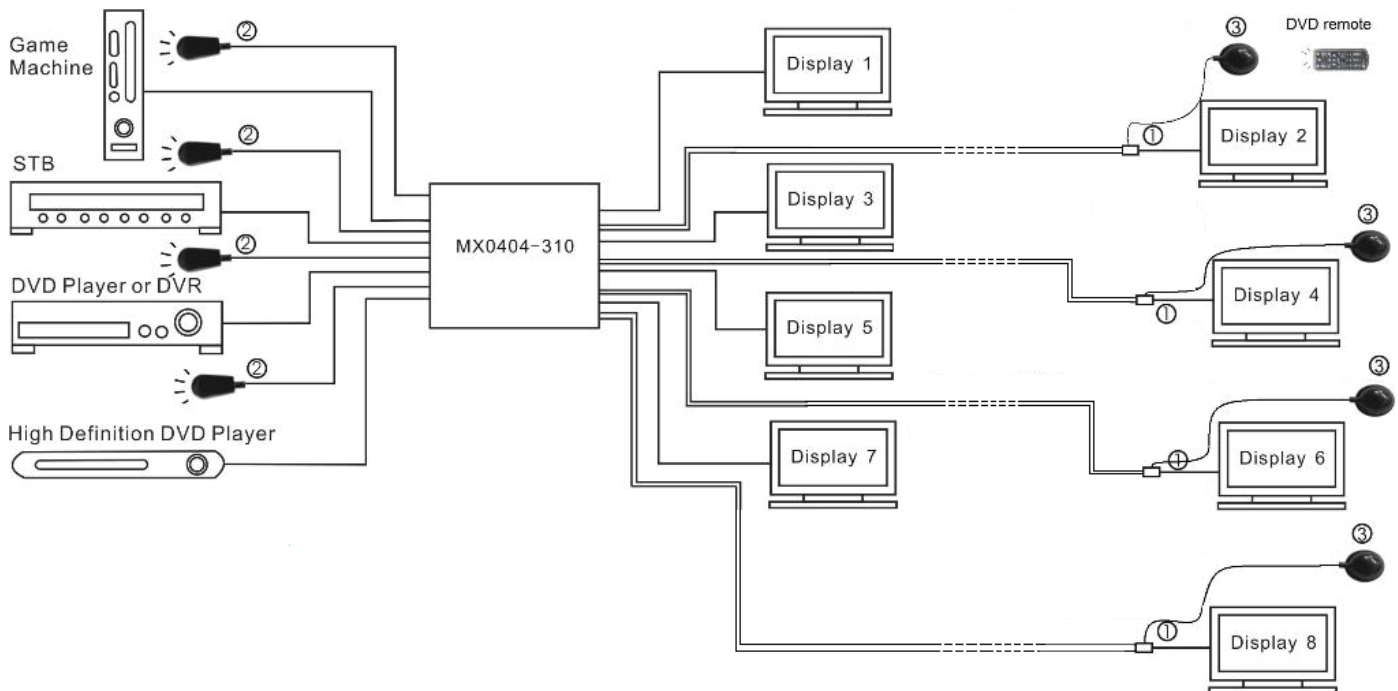 Game
Machine
②
②
STB
②
DVD Player or DVR
②
High Definition DVD Player
MX0404-310
Display 1
Display 3
Display 5
Display 7
③
DVD remote
①
Display 2
③
①
Display 4
③
①
Display 6
③
①
Display 8